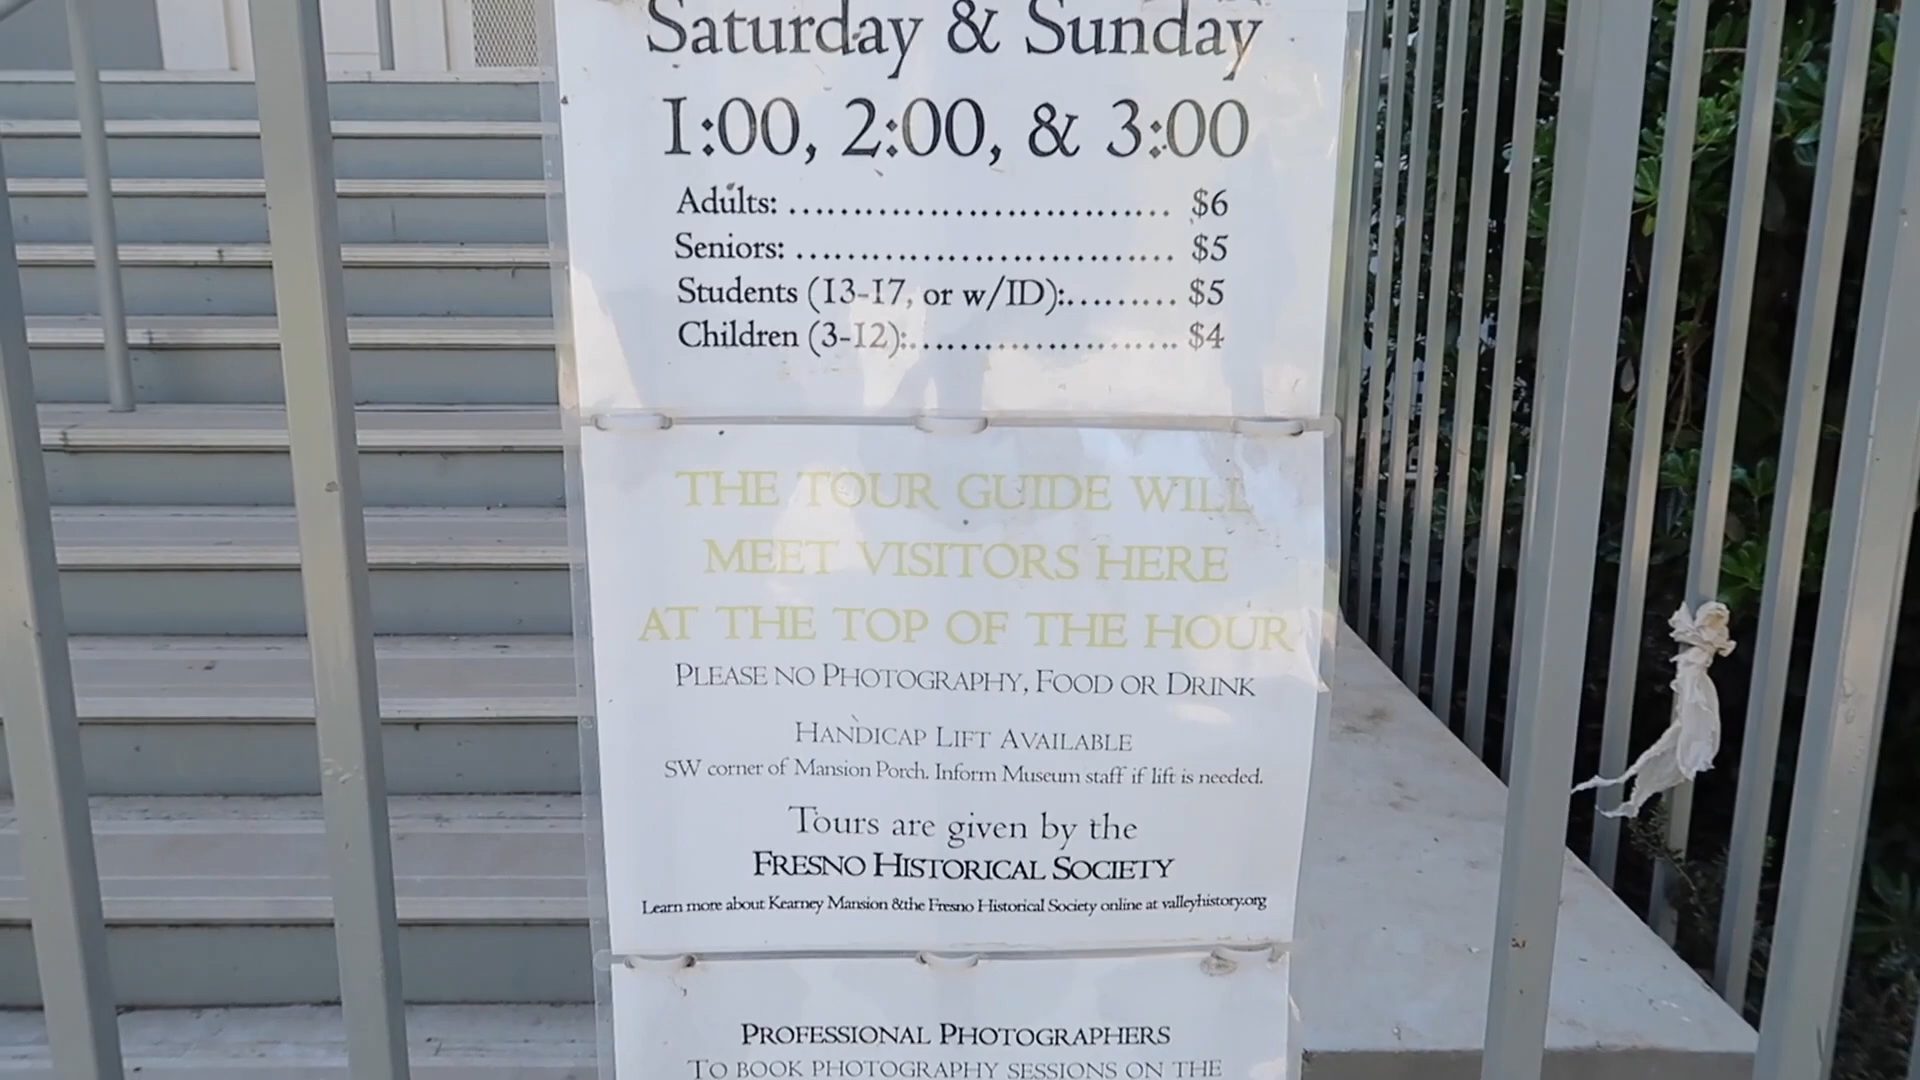 Saturday & Sunday
1:00, 2:00, & 3:00
Adults: .............................. $6
Seniors: .............................. $5
Students (13-17, or w/ID):......... $5
Children (3-12):..................... $4
THE TOUR GUIDE WILL
MEET VISITORS HERE
AT THE TOP OF THE HOUR
PLEASE NO PHOTOGRAPHY, FOOD OR DRINK
HANDICAP LIFT AVAILABLE
SW corner of Mansion Porch. Inform Museum staff if lift is needed.
Tours are given by the
FRESNO HISTORICAL SOCIETY
Learn more about Kearney Mansion &the Fresno Historical Society online at valleyhistory.org
PROFESSIONAL PHOTOGRAPHERS
TO BOOK PHOTOGRAPHY SESSIONS ON THE